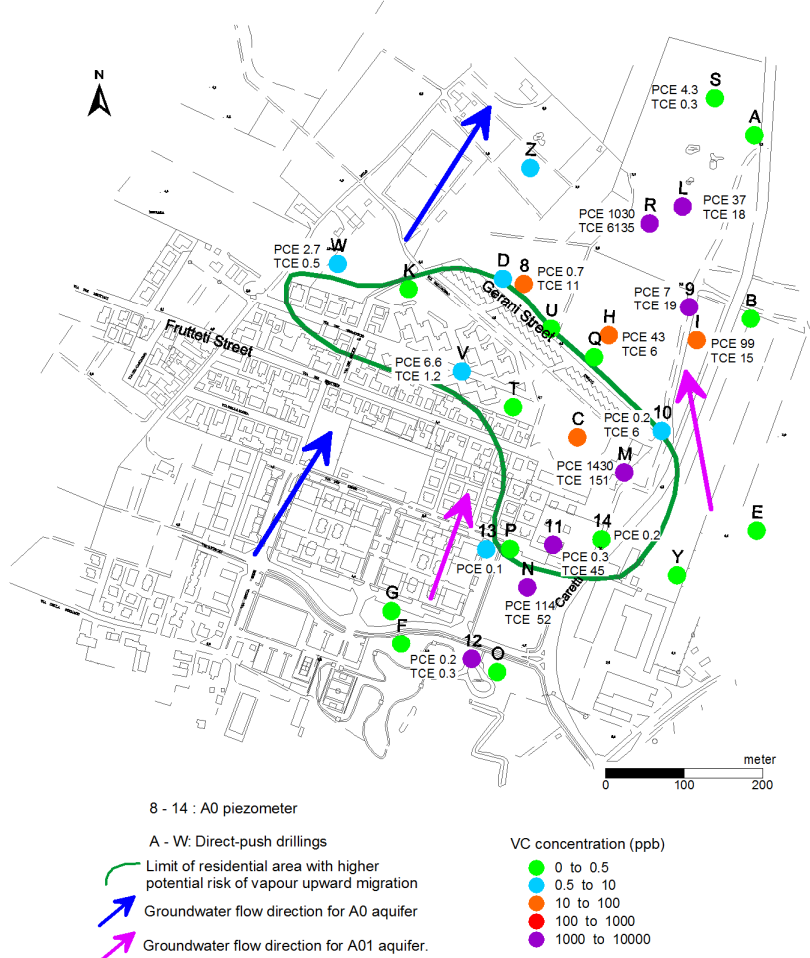 N
S
PCE 4.3
TCE 0.3
A
Z
L
PCE 37
TCE 18
R
PCE 1030
TCE 6135
W
PCE 2.7
TCE 0.5
K
D
8
PCE 0.7
TCE 11
Gerani Street
PCE 7
TCE 19
9
B
U
H
PCE 43
TCE 6
I
PCE 99
TCE 15
Q
Frutteti Street
V
PCE 6.6
TCE 1.2
T
PCE 0.2
TCE 6
10
C
PCE 1430
TCE 151
M
E
13
PCE 0.1
P
11
PCE 0.3
TCE 45
14
PCE 0.2
Y
N
PCE 114
TCE 52
Caretti
G
F
12
PCE 0.2
TCE 0.3
O
meter
0 100 200
8 - 14 : A0 piezometer
A - W: Direct-push drillings
Limit of residential area with higher
potential risk of vapour upward migration
Groundwater flow direction for A0 aquifer
Groundwater flow direction for A01 aquifer.
VC concentration (ppb)
0 to 0.5
0.5 to 10
10 to 100
100 to 1000
1000 to 10000